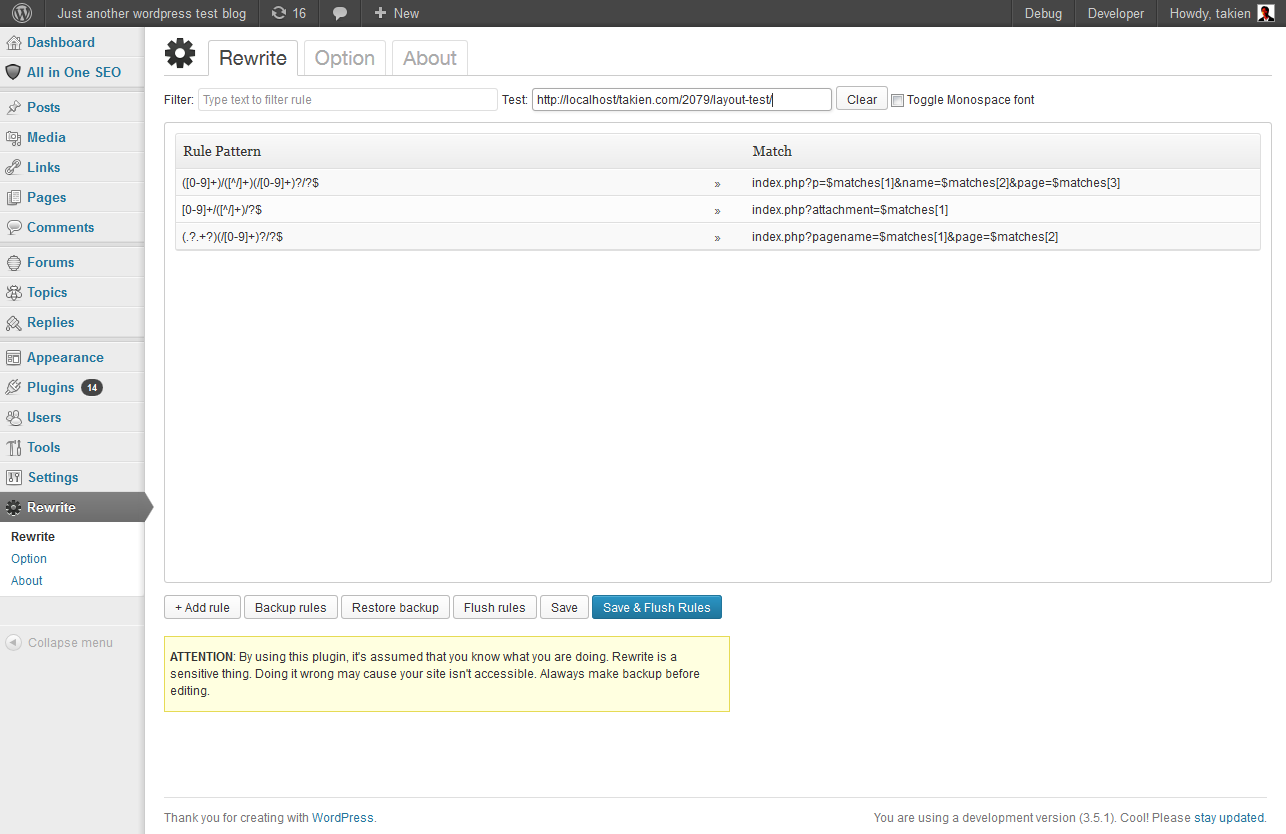 Just another wordpress test blog 16 + New Debug Developer Howdy, takien
Dashboard
All in One SEO
Posts
Media
Links
Pages
Comments
Forums
Topics
Replies
Appearance
Plugins 14
Users
Tools
Settings
Rewrite
Rewrite
Option
About
Collapse menu
Rewrite Option About
Filter: Type text to filter rule Test: http://localhost/takien.com/2079/layout-test/ Clear Toggle Monospace font
Rule Pattern Match
([0-9]+)/([^/]+)(/[0-9]+)?/?$ » index.php?p=$matches[1]&name=$matches[2]&page=$matches[3]
[0-9]+/([^/]+)/?$ » index.php?attachment=$matches[1]
(.?.+?)(/[0-9]+)?/?$ » index.php?pagename=$matches[1]&page=$matches[2]
+ Add rule Backup rules Restore backup Flush rules Save Save & Flush Rules
ATTENTION: By using this plugin, it's assumed that you know what you are doing. Rewrite is a
sensitive thing. Doing it wrong may cause your site isn't accessible. Alaways make backup before
editing.
Thank you for creating with WordPress. You are using a development version (3.5.1). Cool! Please stay updated.